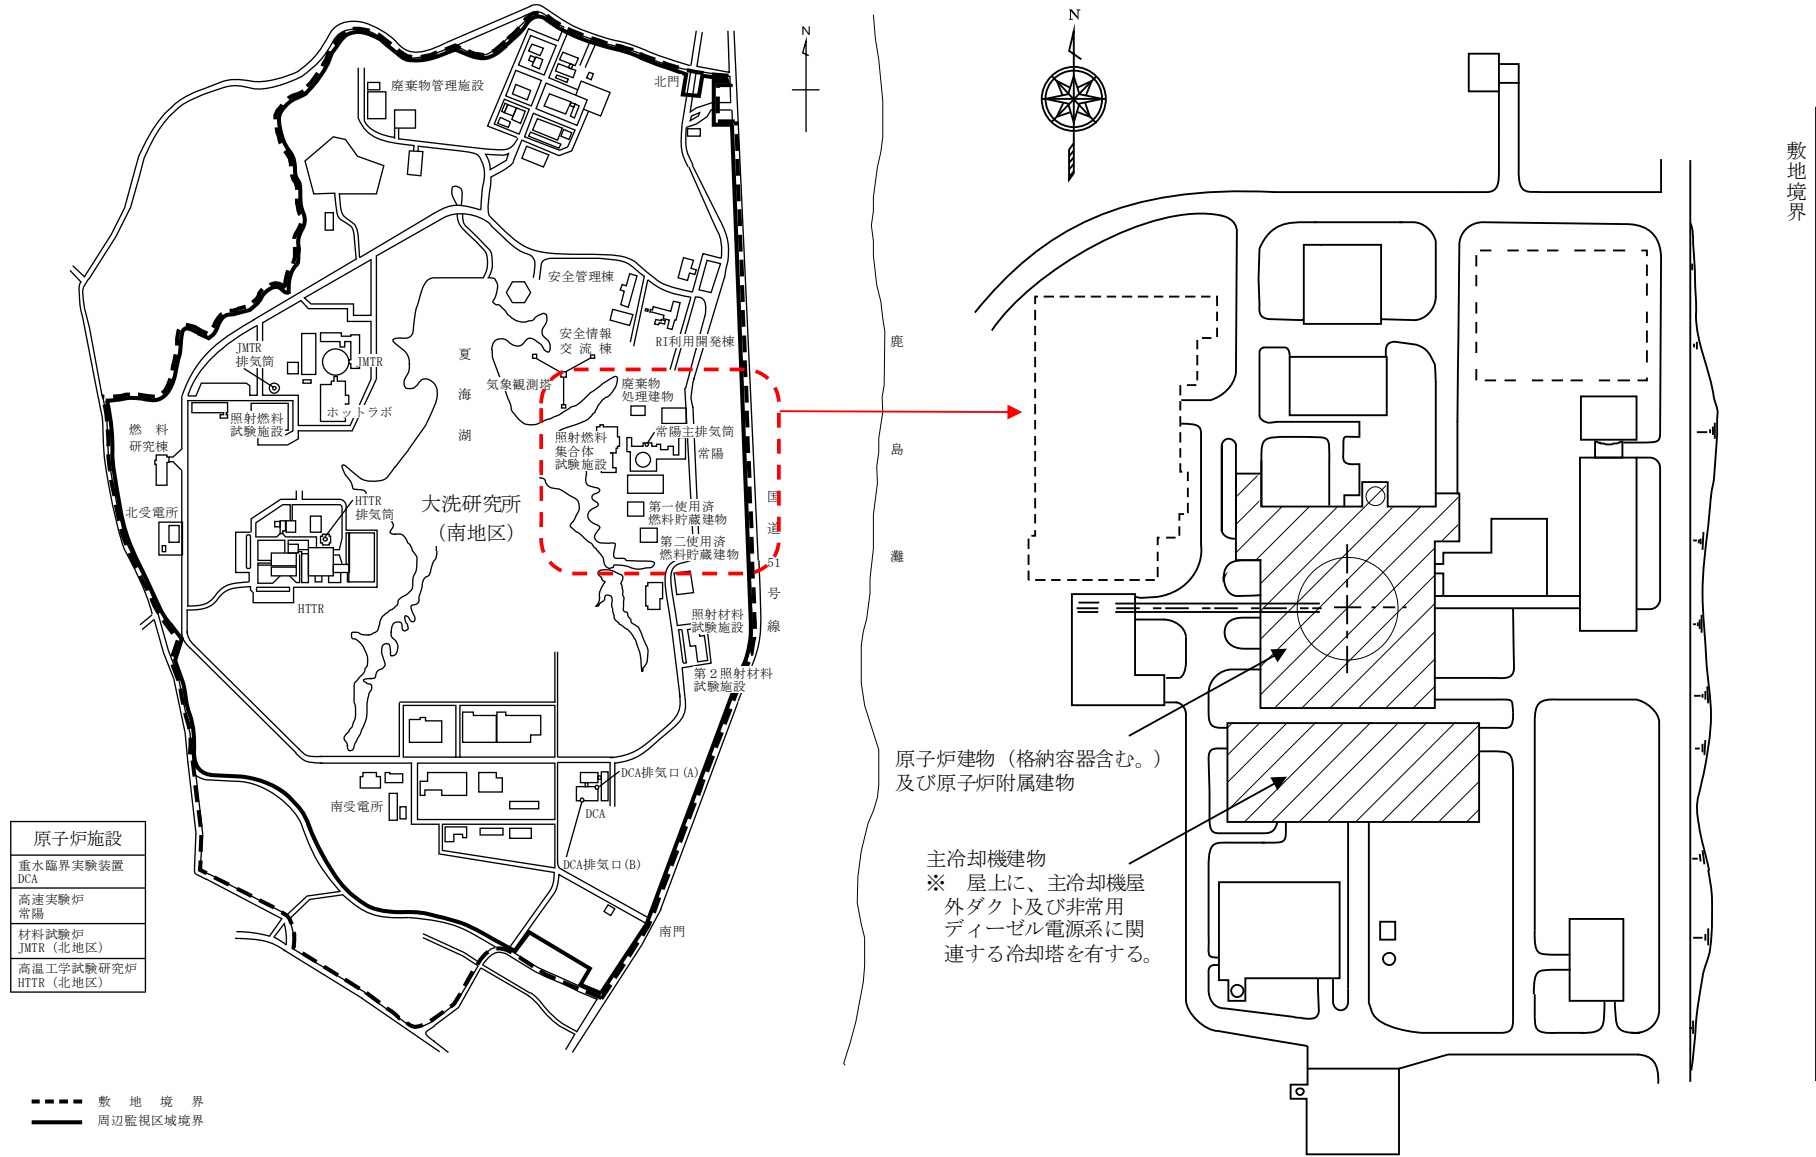 N
北門
廃棄物管理施設
安全管理棟
安全情報
交流棟
RI利用開発棟
JMTR
排気筒
JMTR
夏
海
湖
気象観測塔
廃棄物
処理建物
ホットラボ
照射燃料
試験施設
燃料
研究棟
常陽主排気筒
照射燃料
集合体
試験施設
常陽
大洗研究所
（南地区）
HTTR
排気筒
北受電所
第一使用済
燃料貯蔵建物
第二使用済
燃料貯蔵建物
国
道
51
号
線
HTTR
照射材料
試験施設
第２照射材料
試験施設
DCA排気口(A)
南受電所
DCA
DCA排気口(B)
南門
鹿
島
灘
原子炉施設
重水臨界実験装置
DCA
高速実験炉
常陽
材料試験炉
JMTR（北地区）
高温工学試験研究炉
HTTR（北地区）
敷地境界
周辺監視区域境界
N
敷地境界
原子炉建物（格納容器含む。）
及び原子炉附属建物
主冷却機建物
※　屋上に、主冷却機屋
外ダクト及び非常用
ディーゼル電源系に関
連する冷却塔を有する。